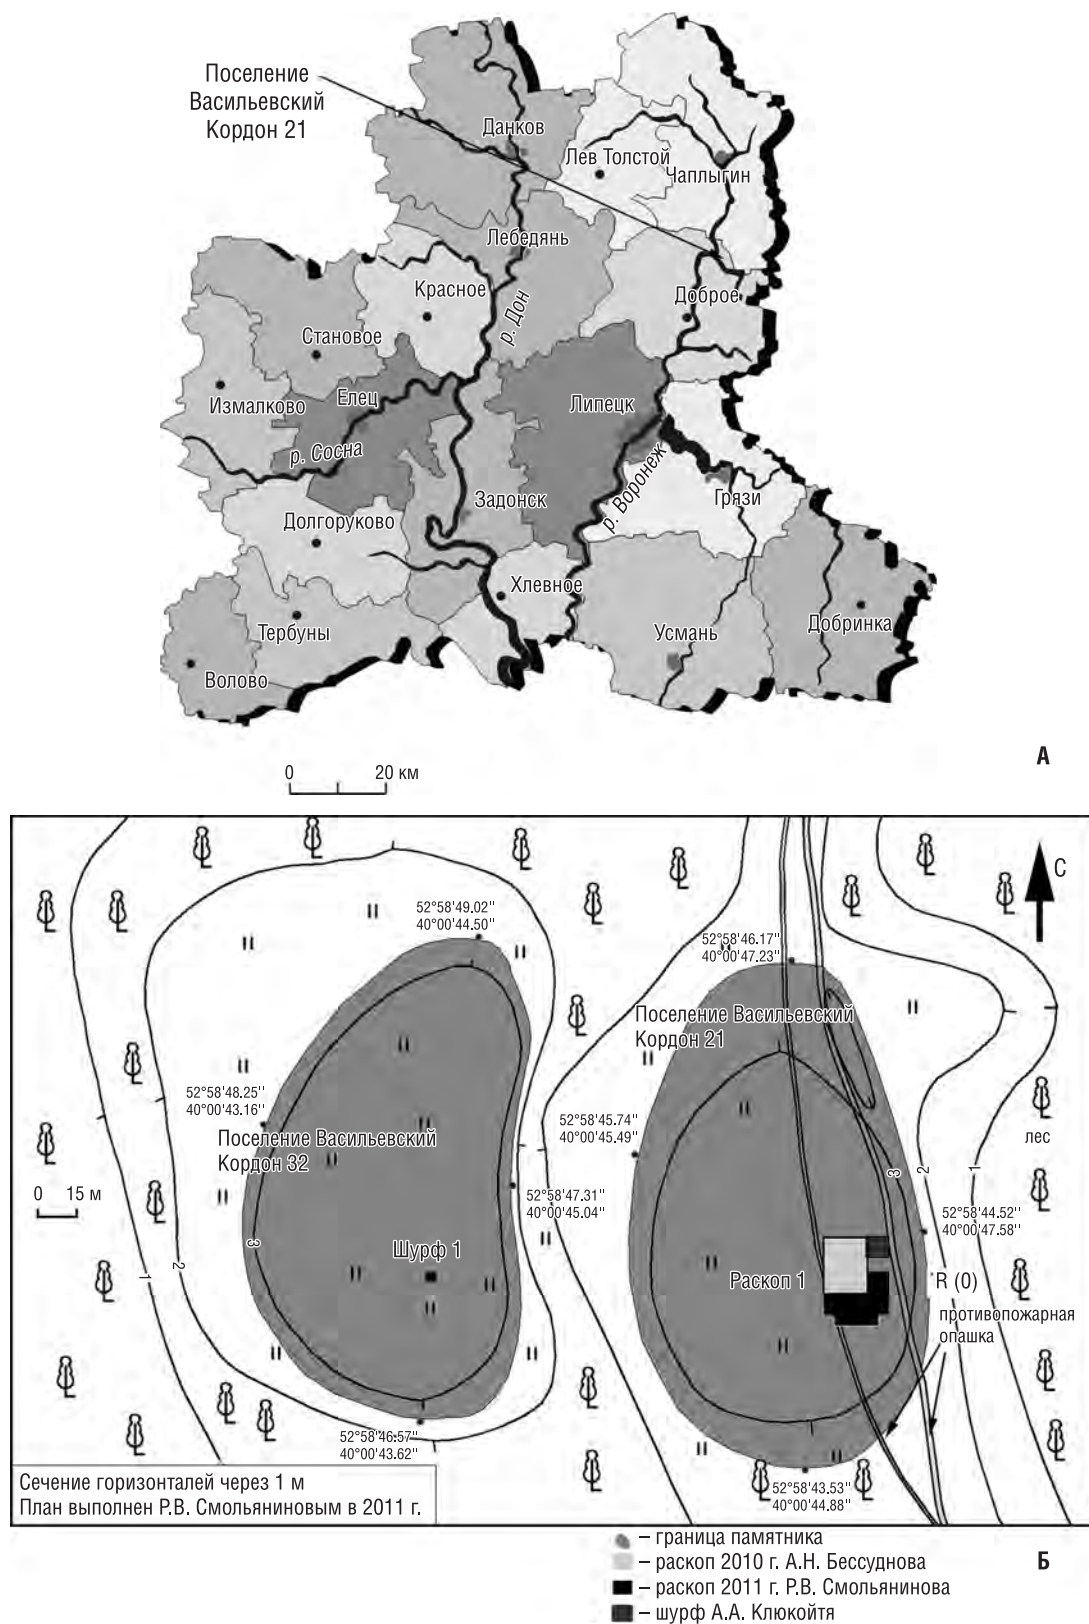 Поселение
Васильевский
Кордон 21
Данков
Лев Толстой
Чаплыгин
Лебедянь
Красное
р. Дон
Доброе
Становое
Измалково
Елец
Липецк
р. Сосна
р. Воронеж
Задонск
Грязи
Долгоруково
Хлевное
Тербуны
Усмань
Добринка
Волово
0 20 км
А
С
52°58'49.02"
40°00'44.50"
52°58'46.17"
40°00'47.23"
Поселение Васильевский
Кордон 21
52°58'48.25"
40°00'43.16"
Поселение Васильевский
Кордон 32
52°58'45.74"
40°00'45.49"
лес
0 15 м
52°58'47.31"
40°00'45.04"
52°58'44.52"
40°00'47.58"
3
2
1
3
2
1
Шурф 1
Раскоп 1
R (0)
противопожарная
опашка
52°58'46.57"
40°00'43.62"
52°58'43.53"
40°00'44.88"
Сечение горизонталей через 1 м
План выполнен Р.В. Смольяниновым в 2011 г.
– граница памятника
– раскоп 2010 г. А.Н. Бессуднова
– раскоп 2011 г. Р.В. Смольянинова
– шурф А.А. Клюкойтя
Б